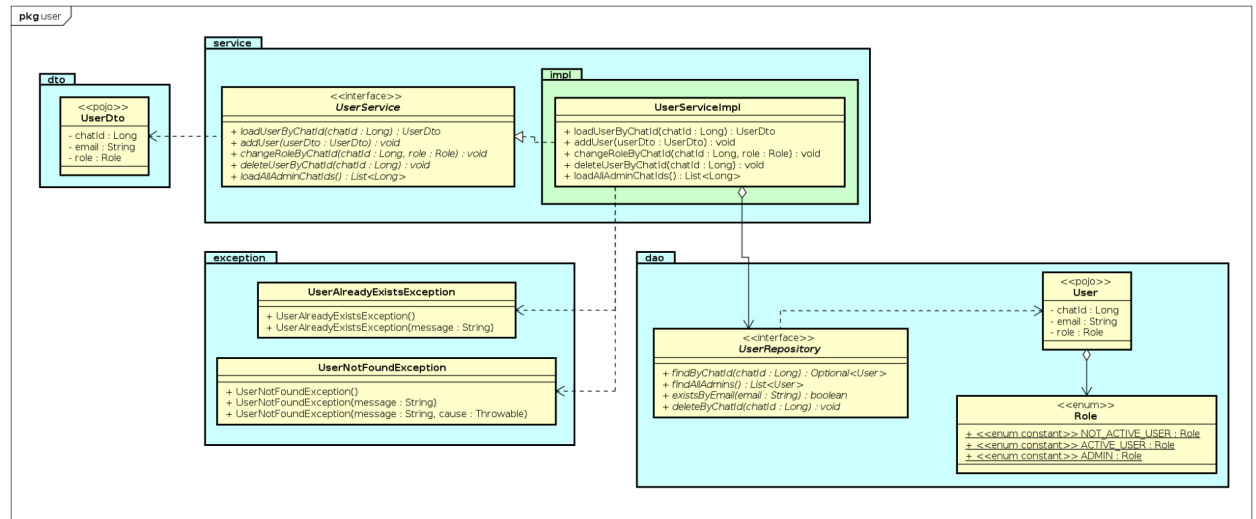 pkg user
service
dto
<<pojo>>
UserDto
- chatId : Long
- email : String
- role : Role
<<interface>>
UserService
+ loadUserByChatId(chatId : Long) : UserDto
+ addUser(userDto : UserDto) : void
+ changeRoleByChatId(chatId : Long, role : Role) : void
+ deleteUserByChatId(chatId : Long) : void
+ loadAllAdminChatIds() : List<Long>
impl
UserServiceImpl
+ loadUserByChatId(chatId : Long) : UserDto
+ addUser(userDto : UserDto) : void
+ changeRoleByChatId(chatId : Long, role : Role) : void
+ deleteUserByChatId(chatId : Long) : void
+ loadAllAdminChatIds() : List<Long>
exception
UserAlreadyExistsException
+ UserAlreadyExistsException()
+ UserAlreadyExistsException(message : String)
UserNotFoundException
+ UserNotFoundException()
+ UserNotFoundException(message : String)
+ UserNotFoundException(message : String, cause : Throwable)
dao
<<interface>>
UserRepository
+ findByChatId(chatId : Long) : Optional<User>
+ findAllAdmins() : List<User>
+ existsByEmail(email : String) : boolean
+ deleteByChatId(chatId : Long) : void
<<pojo>>
User
- chatId : Long
- email : String
- role : Role
<<enum>>
Role
+ <<enum constant>> NOT_ACTIVE_USER : Role
+ <<enum constant>> ACTIVE_USER : Role
+ <<enum constant>> ADMIN : Role